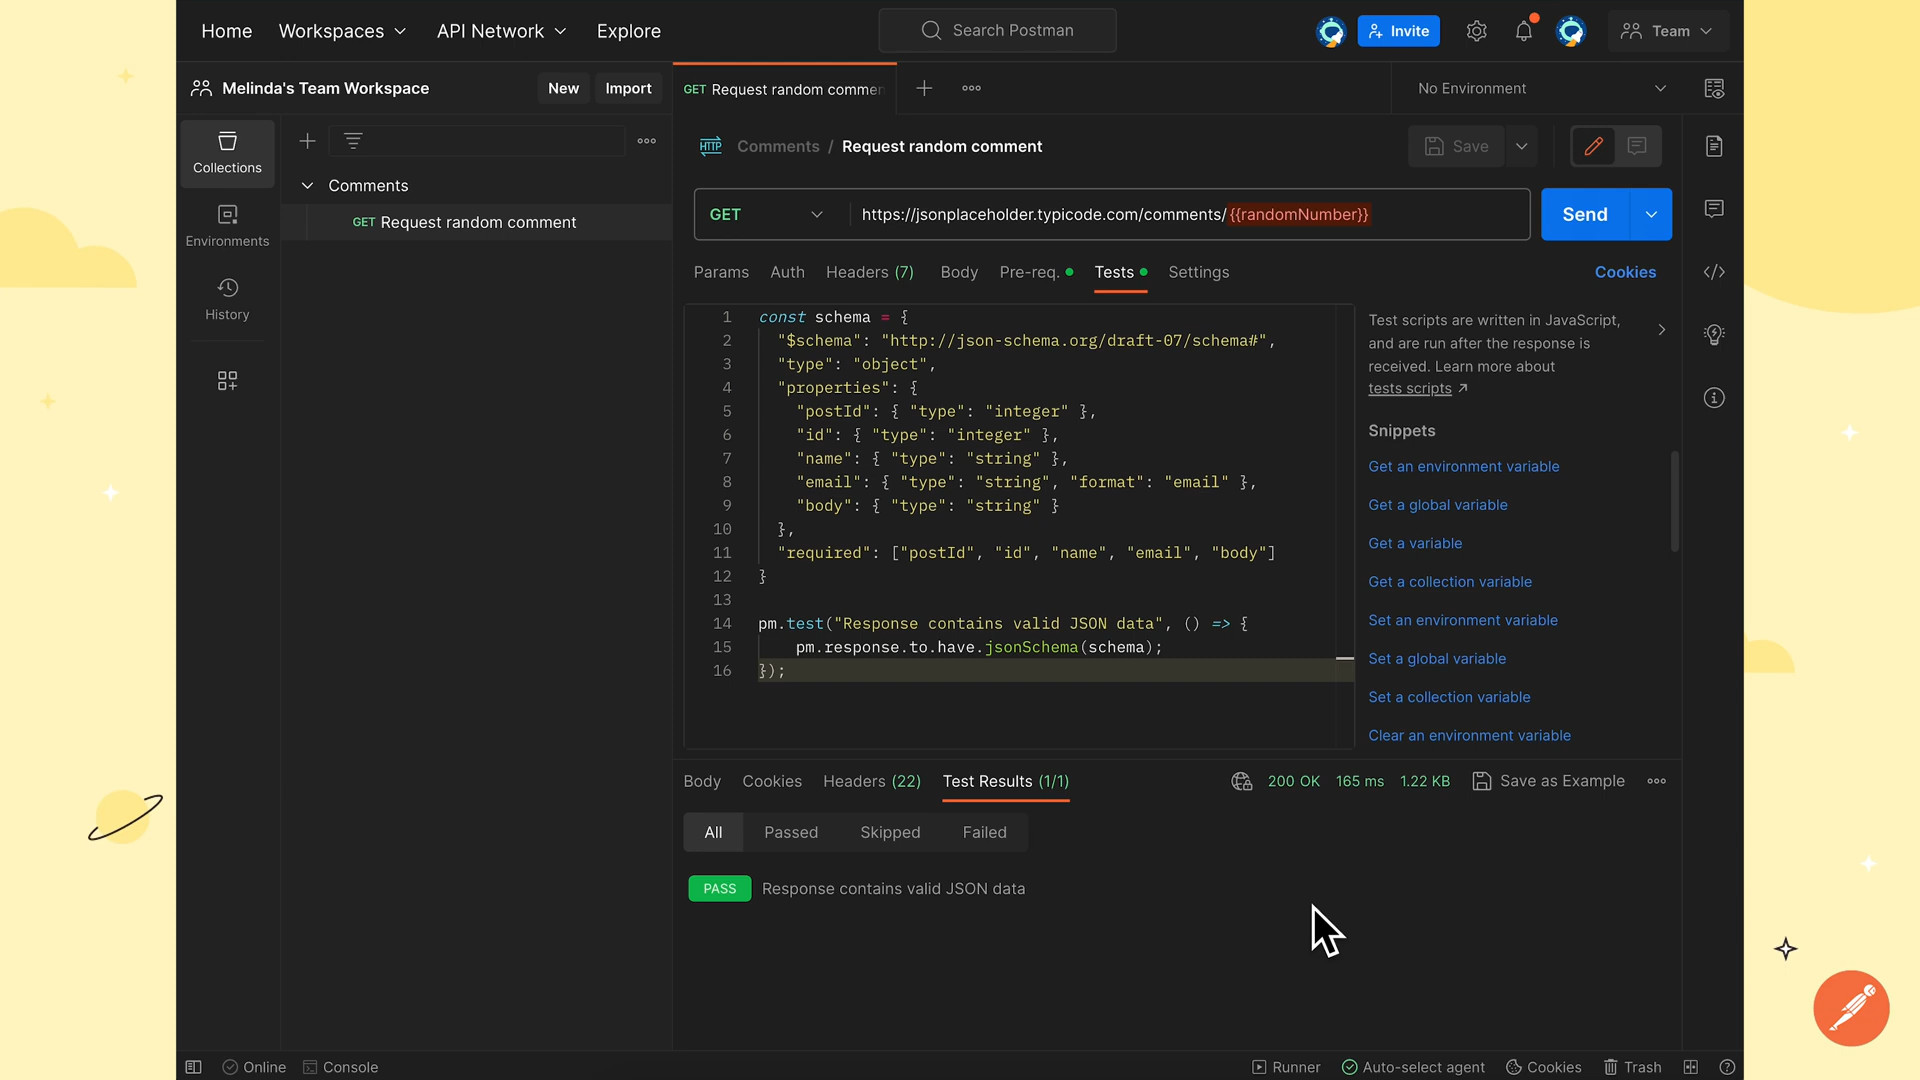 Home Workspaces API Network Explore
Search Postman
Invite
Team
Melinda's Team Workspace
New Import
GET Request random commen
No Environment
Collections
Environments
History
Comments
GET Request random comment
HTTP Comments / Request random comment
Save
GET https://jsonplaceholder.typicode.com/comments/{{randomNumber}}
Send
Params Auth Headers (7) Body Pre-req. Tests Settings
Cookies
1 const schema = {
2 "$schema": "http://json-schema.org/draft-07/schema#",
3 "type": "object",
4 "properties": {
5 "postId": { "type": "integer" },
6 "id": { "type": "integer" },
7 "name": { "type": "string" },
8 "email": { "type": "string", "format": "email" },
9 "body": { "type": "string" }
10 },
11 "required": ["postId", "id", "name", "email", "body"]
12 }
13
14 pm.test("Response contains valid JSON data", () => {
15 pm.response.to.have.jsonSchema(schema);
16 });
Test scripts are written in JavaScript,
and are run after the response is
received. Learn more about
tests scripts
Snippets
Get an environment variable
Get a global variable
Get a variable
Get a collection variable
Set an environment variable
Set a global variable
Set a collection variable
Clear an environment variable
Body Cookies Headers (22) Test Results (1/1)
200 OK 165 ms 1.22 KB Save as Example
All Passed Skipped Failed
PASS Response contains valid JSON data
Online Console
Runner Auto-select agent Cookies Trash